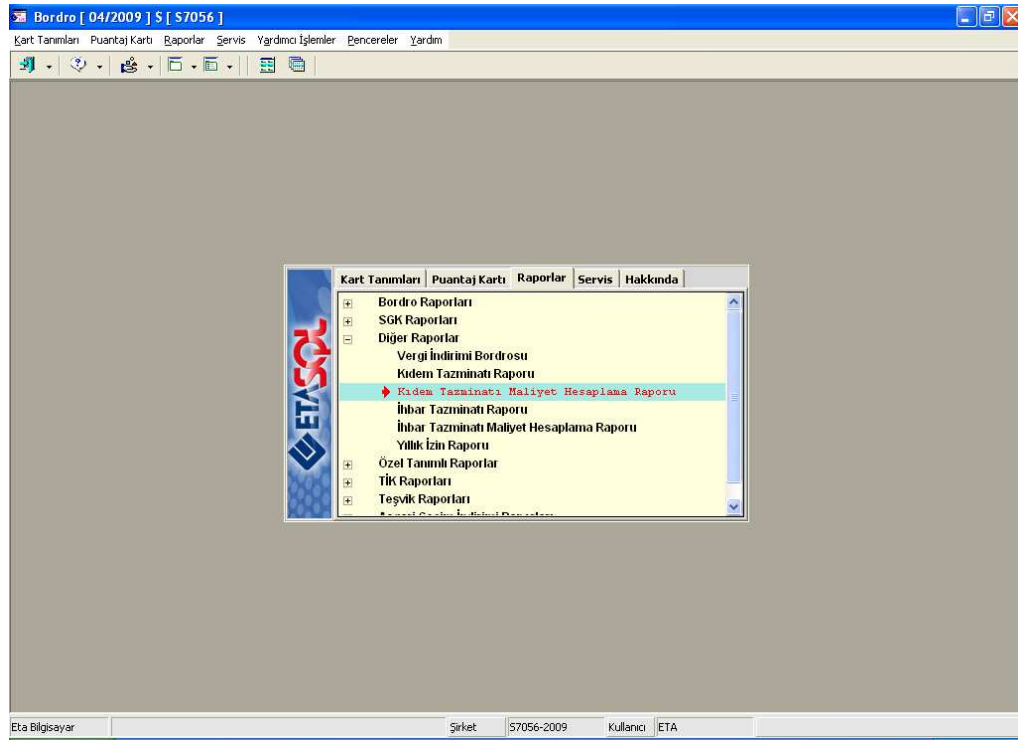 Bordro [ 04/2009 ] $ [ S7056 ]
Kart Tanımları Puantaj Kartı Raporlar Servis Yardımcı İşlemler Pencereler Yardım
Kart Tanımları Puantaj Kartı Raporlar Servis Hakkında
ETASQL
Bordro Raporları
SGK Raporları
Diğer Raporlar
Vergi İndirimi Bordrosu
Kıdem Tazminatı Raporu
Kıdem Tazminatı Maliyet Hesaplama Raporu
İhbar Tazminatı Raporu
İhbar Tazminatı Maliyet Hesaplama Raporu
Yıllık İzin Raporu
Özel Tanımlı Raporlar
TİK Raporları
Teşvik Raporları
Eta Bilgisayar Şirket S7056-2009 Kullanıcı ETA